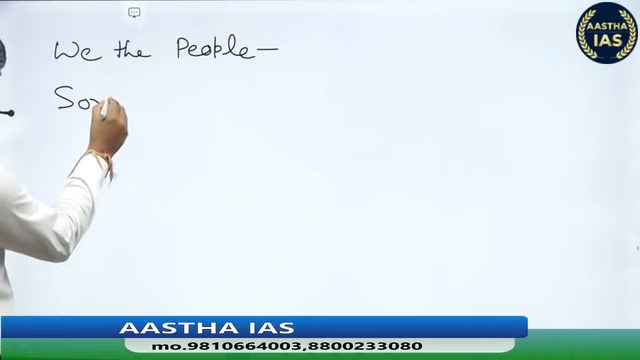 We the People—
So
AASTHA
IAS
AASTHA IAS
mo.9810664003,8800233080